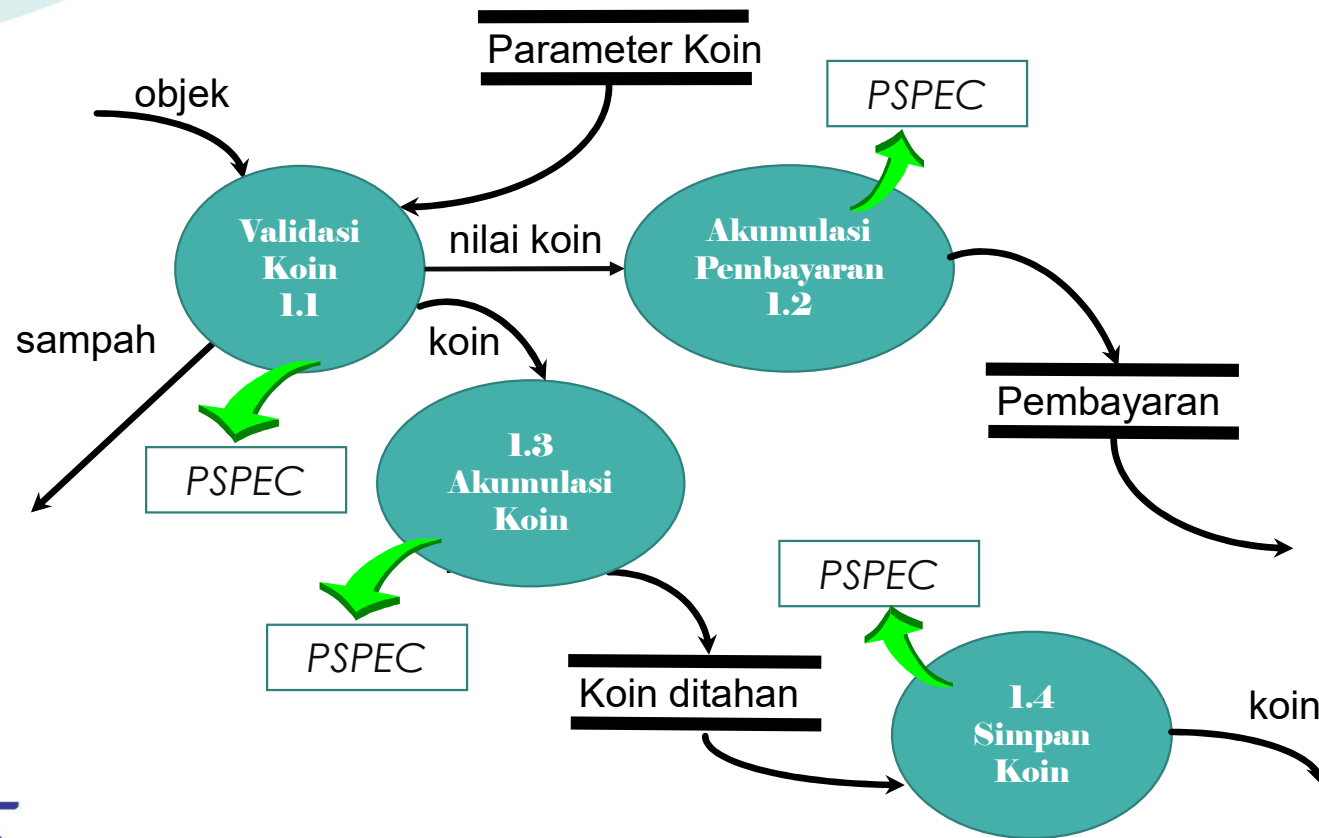 Parameter Koin
objek
PSPEC
Validasi
Koin
1.1
nilai koin
Akumulasi
Pembayaran
1.2
sampah
koin
Pembayaran
PSPEC
1.3
Akumulasi
Koin
PSPEC
PSPEC
Koin ditahan
1.4
Simpan
Koin
koin